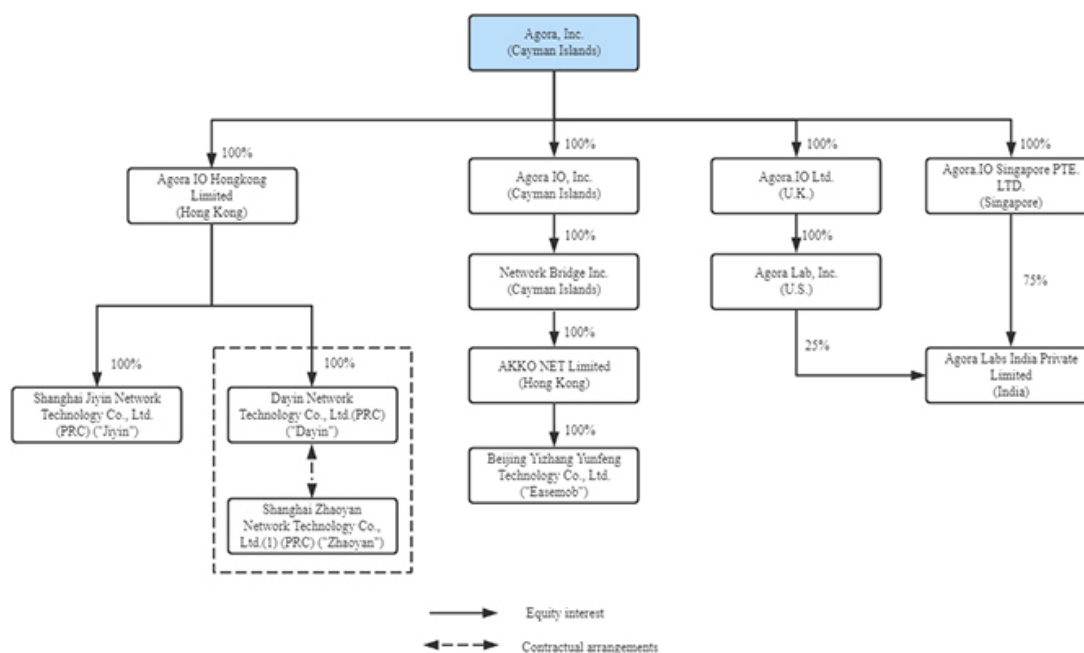 Agora, Inc.
(Cayman Islands)
100%
100%
100%
100%
Agora IO Hongkong
Limited
(Hong Kong)
Agora IO, Inc.
(Cayman Islands)
Agora.IO Ltd.
(U.K.)
Agora.IO Singapore PTE.
LTD.
(Singapore)
100%
100%
Network Bridge Inc.
(Cayman Islands)
Agora Lab, Inc.
(U.S.)
75%
100%
100%
100%
25%
Shanghai Jiyin Network
Technology Co., Ltd.
(PRC) ("Jiyin")
Dayin Network
Technology Co., Ltd.(PRC)
("Dayin")
AKKO NET Limited
(Hong Kong)
Agora Labs India Private
Limited
(India)
100%
Beijing Yizhang Yunfeng
Technology Co., Ltd.
("Easemob")
Shanghai Zhaoyan
Network Technology Co.,
Ltd.(1) (PRC) ("Zhaoyan")
Equity interest
Contractual arrangements